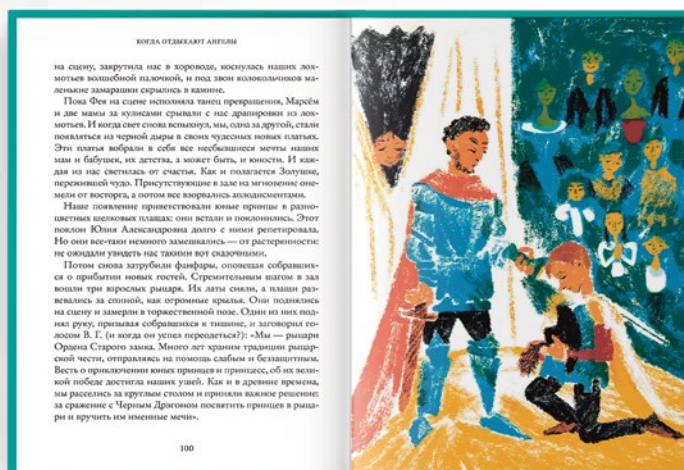 КОГДА ОТДЫХАЮТ АНГЕЛЫ
на сцену, закрутила нас в хороводе, коснулась наших лох-
мотьев волшебной палочкой, и под звон колокольчиков ма-
ленькие замарашки скрылись в камине.
Пока Фея на сцене исполняла танец превращения, Марсём
и две мамы за кулисами срывали с нас драпировки из лох-
мотьев. И когда свет снова вспыхнул, мы, одна за другой, стали
появляться из черной дыры в своих чудесных новых платьях.
Эти платья вобрали в себя все несбывшиеся мечты наших
мам и бабушек, их детства, а может быть, и юности. И каж-
дая из нас светилась от счастья. Как и полагается Золушке,
пережившей чудо. Присутствующие в зале на мгновение оне-
мели от восторга, а потом все взорвались аплодисментами.
Наше появление приветствовали юные принцы в разно-
цветных шелковых плащах: они встали и поклонились. Этот
поклон Юлия Александровна долго с ними репетировала.
Но они все-таки немного замешкались — от растерянности:
не ожидали увидеть нас такими вот сказочными.
Потом снова затрубили фанфары, оповещая собравших-
ся о прибытии новых гостей. Стремительным шагом в зал
вошли три взрослых рыцаря. Их латы сияли, а плащи раз-
вевались за спиной, как огромные крылья. Они поднялись
на сцену и замерли в торжественной позе. Один из них под-
нял руку, призывая собравшихся к тишине, и заговорил го-
лосом В. Г. (и когда он успел переодеться?): «Мы — рыцари
Ордена Старого замка. Много лет храним традиции рыцар-
ской чести, отправляясь на помощь слабым и беззащитным.
Весть о приключении юных принцев и принцесс, об их вели-
кой победе достигла наших ушей. Как и в древние времена,
мы расселись за круглым столом и приняли важное решение:
за сражение с Черным Дрэгоном посвятить принцев в рыца-
ри и вручить им именные мечи».
100